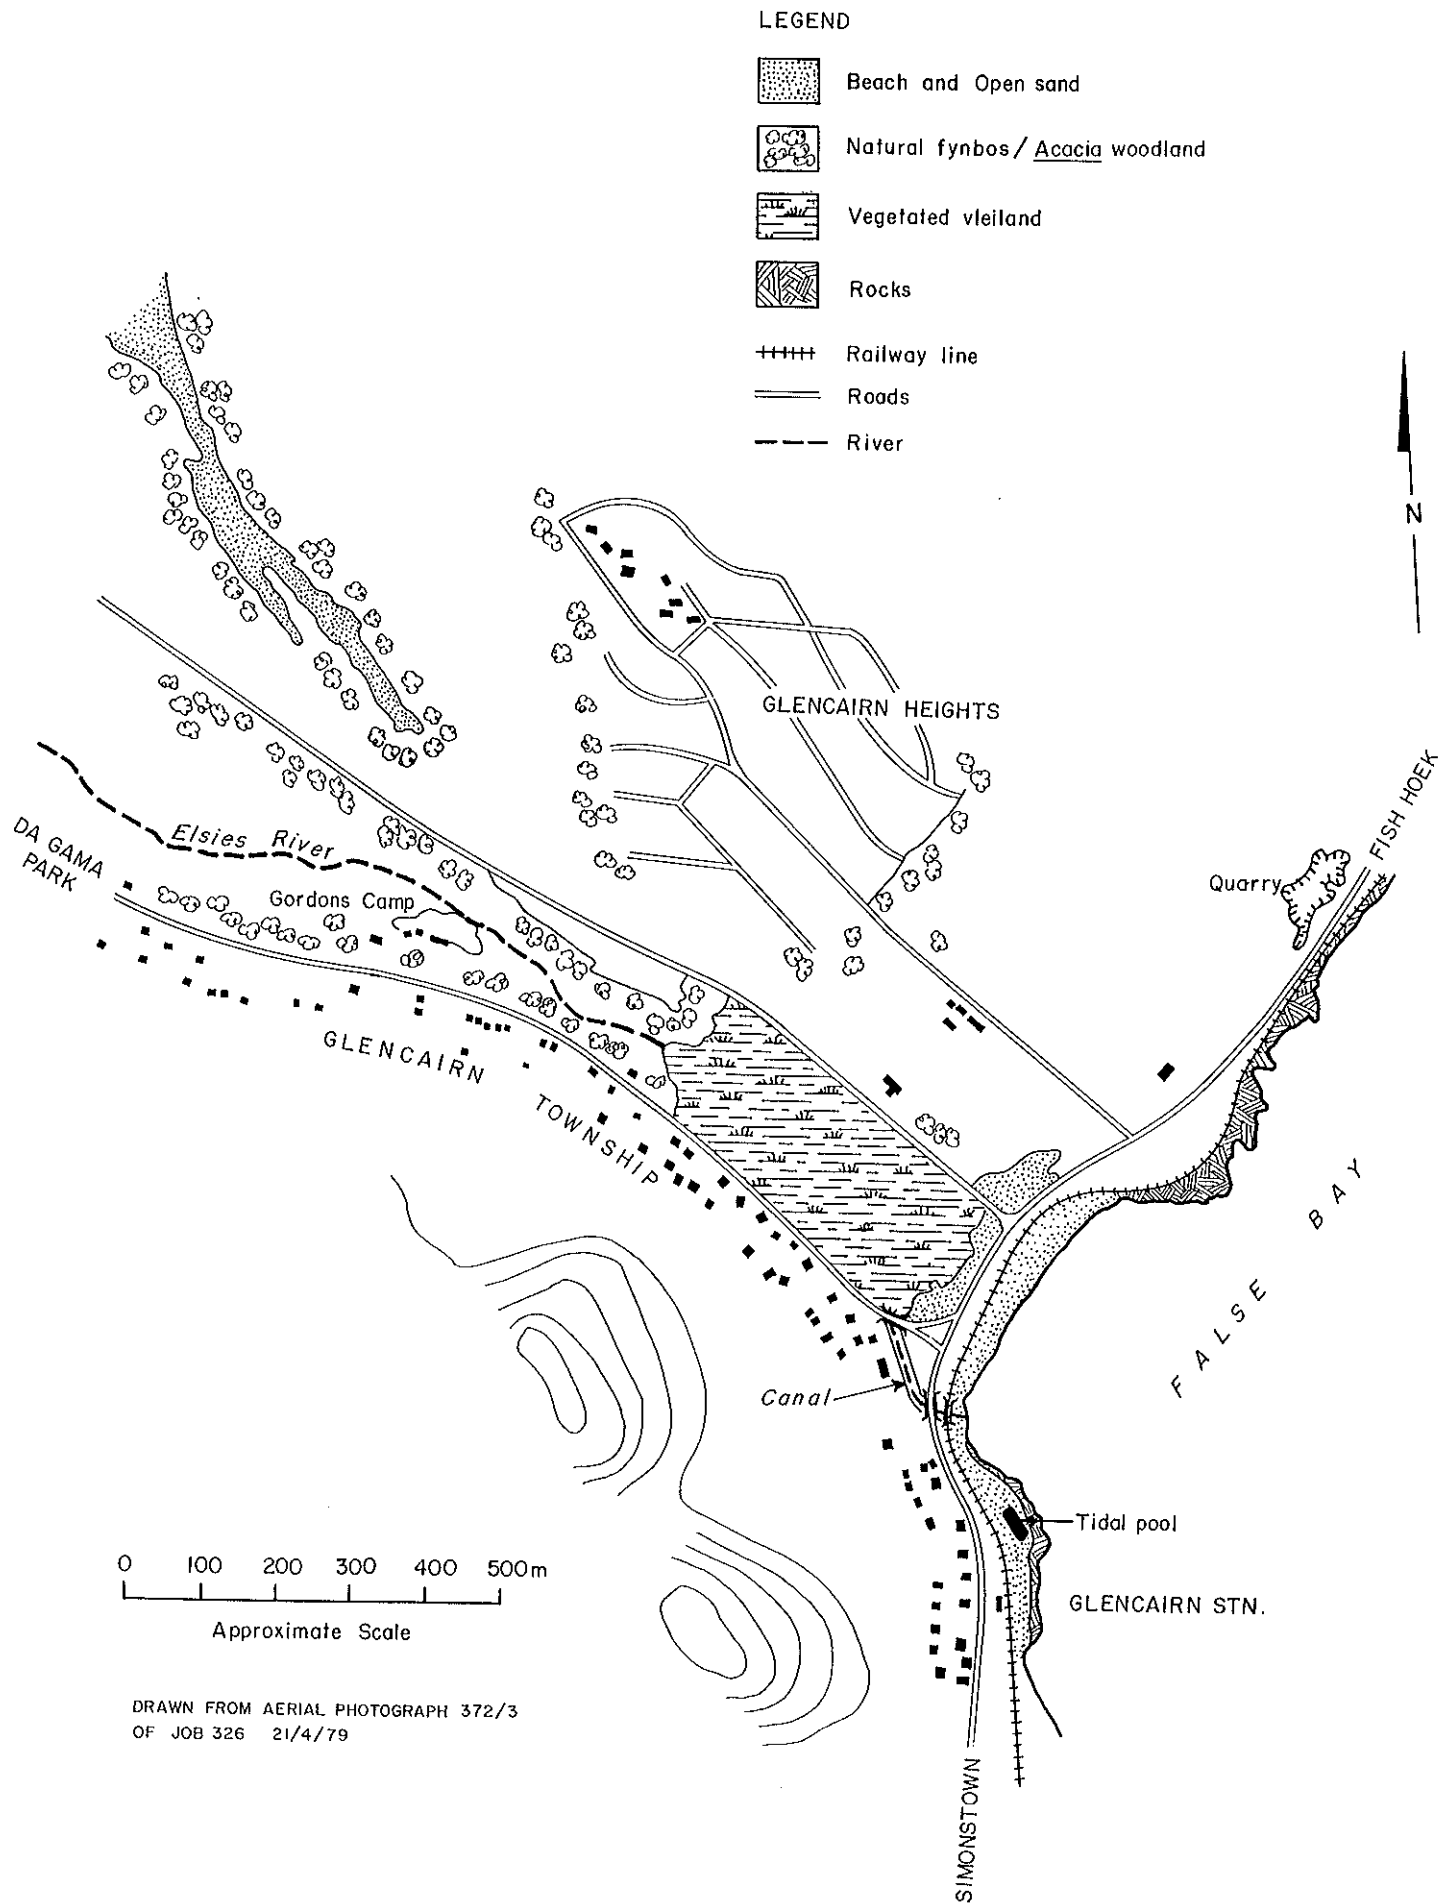 LEGEND
Beach and Open sand
Natural fynbos / Acacia woodland
Vegetated vleiland
Rocks
Railway line
Roads
River
N
GLENCAIRN HEIGHTS
FISH HOEK
Quarry
Elsies River
DA GAMA
PARK
Gordons Camp
GLENCAIRN
TOWNSHIP
FALSE BAY
Canal
Tidal pool
GLENCAIRN STN.
0 100 200 300 400 500m
Approximate Scale
DRAWN FROM AERIAL PHOTOGRAPH 372/3
OF JOB 326 21/4/79
SIMONSTOWN